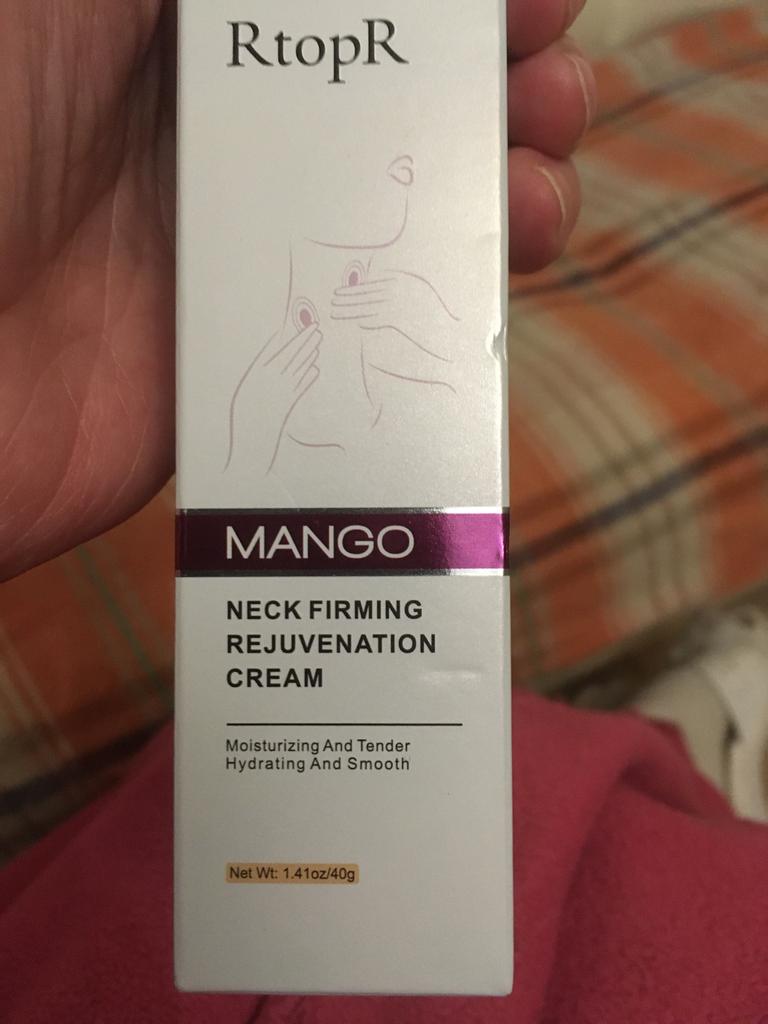 RtopR
MANGO
NECK FIRMING
REJUVENATION
CREAM
Moisturizing And Tender
Hydrating And Smooth
Net Wt: 1.41oz/40g